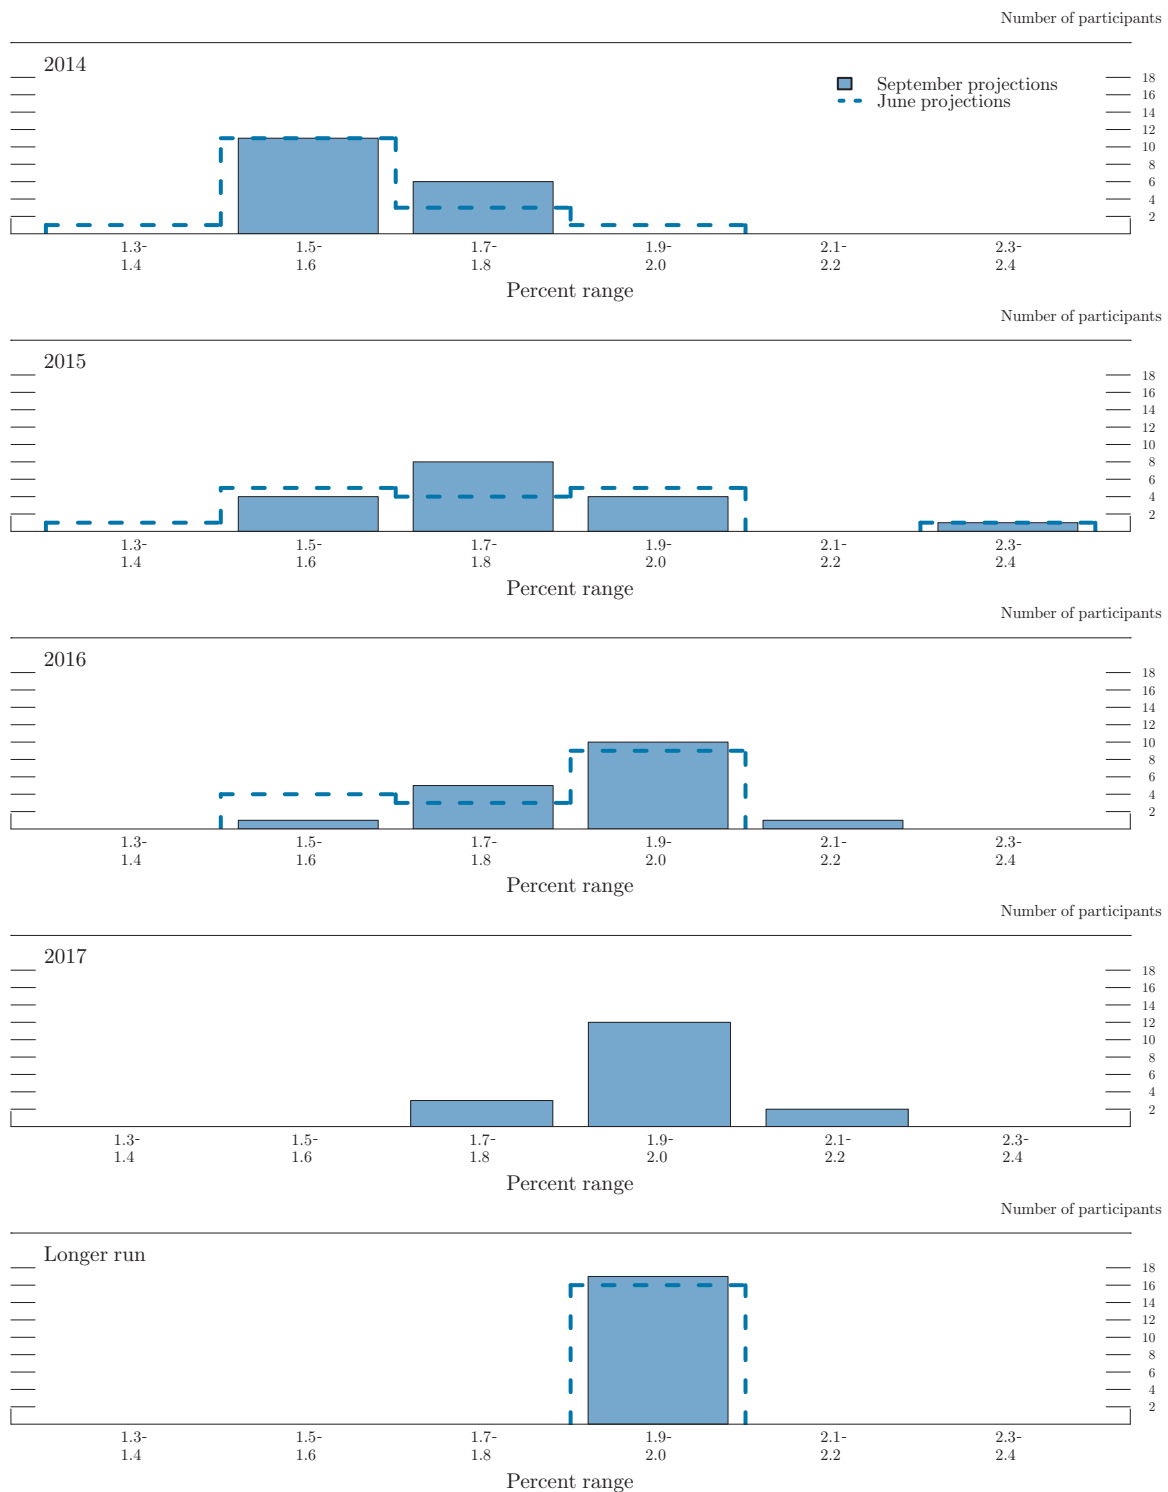 Number of participants
2014
September projections
June projections
18
16
14
12
10
8
6
4
2
1.3- 1.5- 1.7- 1.9- 2.1- 2.3-
1.4 1.6 1.8 2.0 2.2 2.4
Percent range
Number of participants
2015
18
16
14
12
10
8
6
4
2
1.3- 1.5- 1.7- 1.9- 2.1- 2.3-
1.4 1.6 1.8 2.0 2.2 2.4
Percent range
Number of participants
2016
18
16
14
12
10
8
6
4
2
1.3- 1.5- 1.7- 1.9- 2.1- 2.3-
1.4 1.6 1.8 2.0 2.2 2.4
Percent range
Number of participants
2017
18
16
14
12
10
8
6
4
2
1.3- 1.5- 1.7- 1.9- 2.1- 2.3-
1.4 1.6 1.8 2.0 2.2 2.4
Percent range
Number of participants
Longer run
18
16
14
12
10
8
6
4
2
1.3- 1.5- 1.7- 1.9- 2.1- 2.3-
1.4 1.6 1.8 2.0 2.2 2.4
Percent range